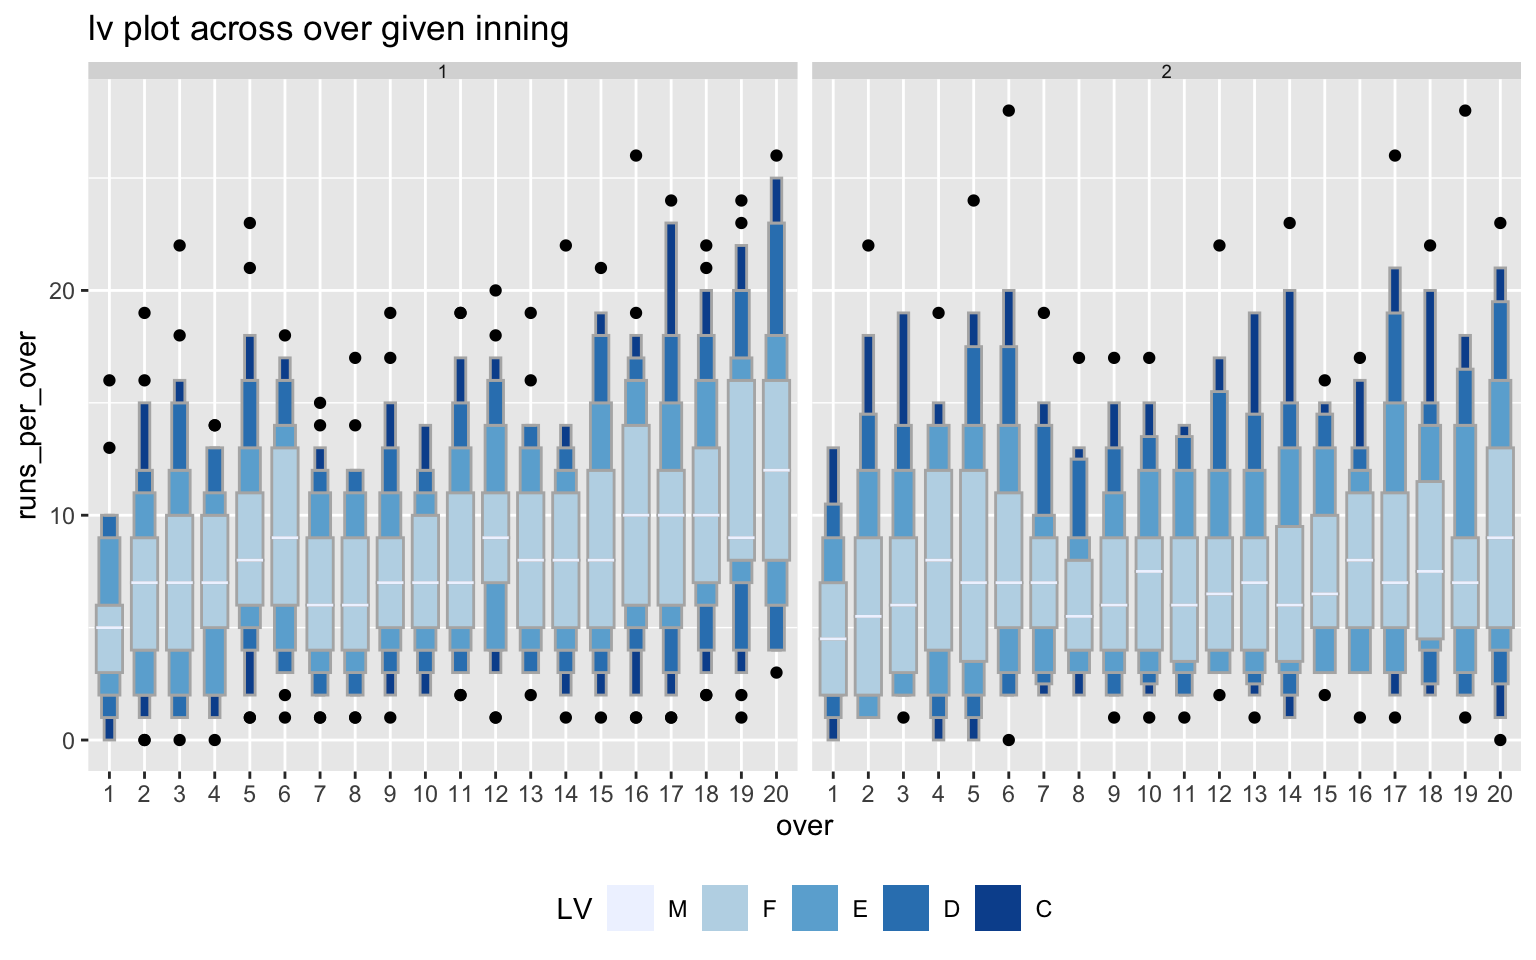 lv plot across over given inning
1 2
runs_per_over
20
10
0
1 2 3 4 5 6 7 8 9 10 11 12 13 14 15 16 17 18 19 20 1 2 3 4 5 6 7 8 9 10 11 12 13 14 15 16 17 18 19 20
over
LV M F E D C